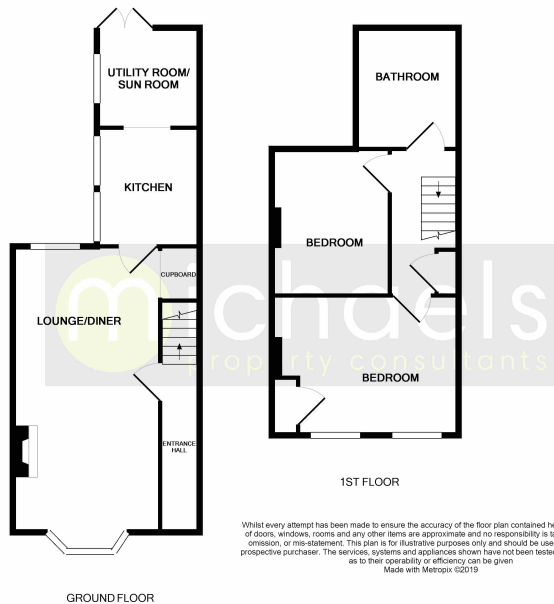 UTILITY ROOM/
SUN ROOM
KITCHEN
CUPBOARD
LOUNGE/DINER
ENTRANCE
HALL
GROUND FLOOR
BATHROOM
BEDROOM
BEDROOM
1ST FLOOR
michaels
property consultants
Whilst every attempt has been made to ensure the accuracy of the floor plan contained
of doors, windows, rooms and any other items are approximate and no responsibility is
omission, or mis-statement. This plan is for illustrative purposes only and should be
prospective purchaser. The services, systems and appliances shown have not been
as to their operability or efficiency can be given
Made with Metropix ©2019